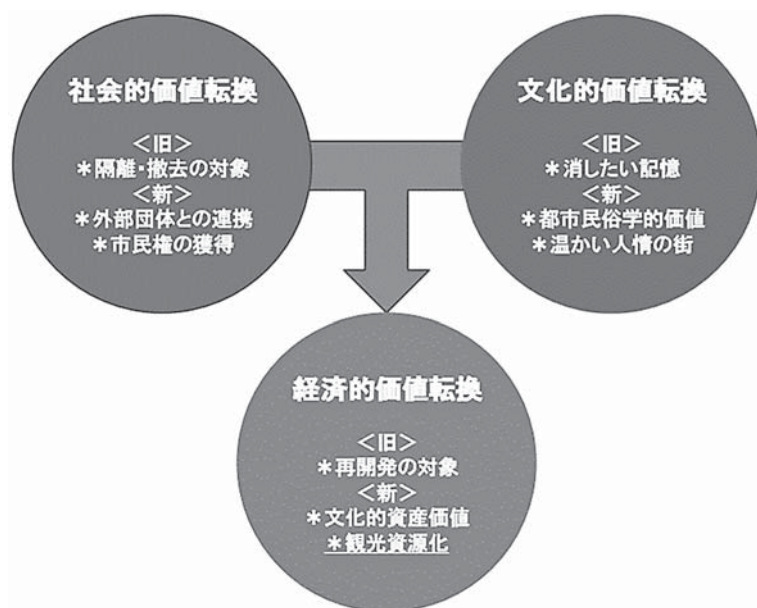 社会的価値転換
<旧>
＊隔離・撤去の対象
<新>
＊外部団体との連携
＊市民権の獲得
文化的価値転換
<旧>
＊消したい記憶
<新>
＊都市民俗学的価値
＊温かい人情の街
経済的価値転換
<旧>
＊再開発の対象
<新>
＊文化的資産価値
＊観光資源化